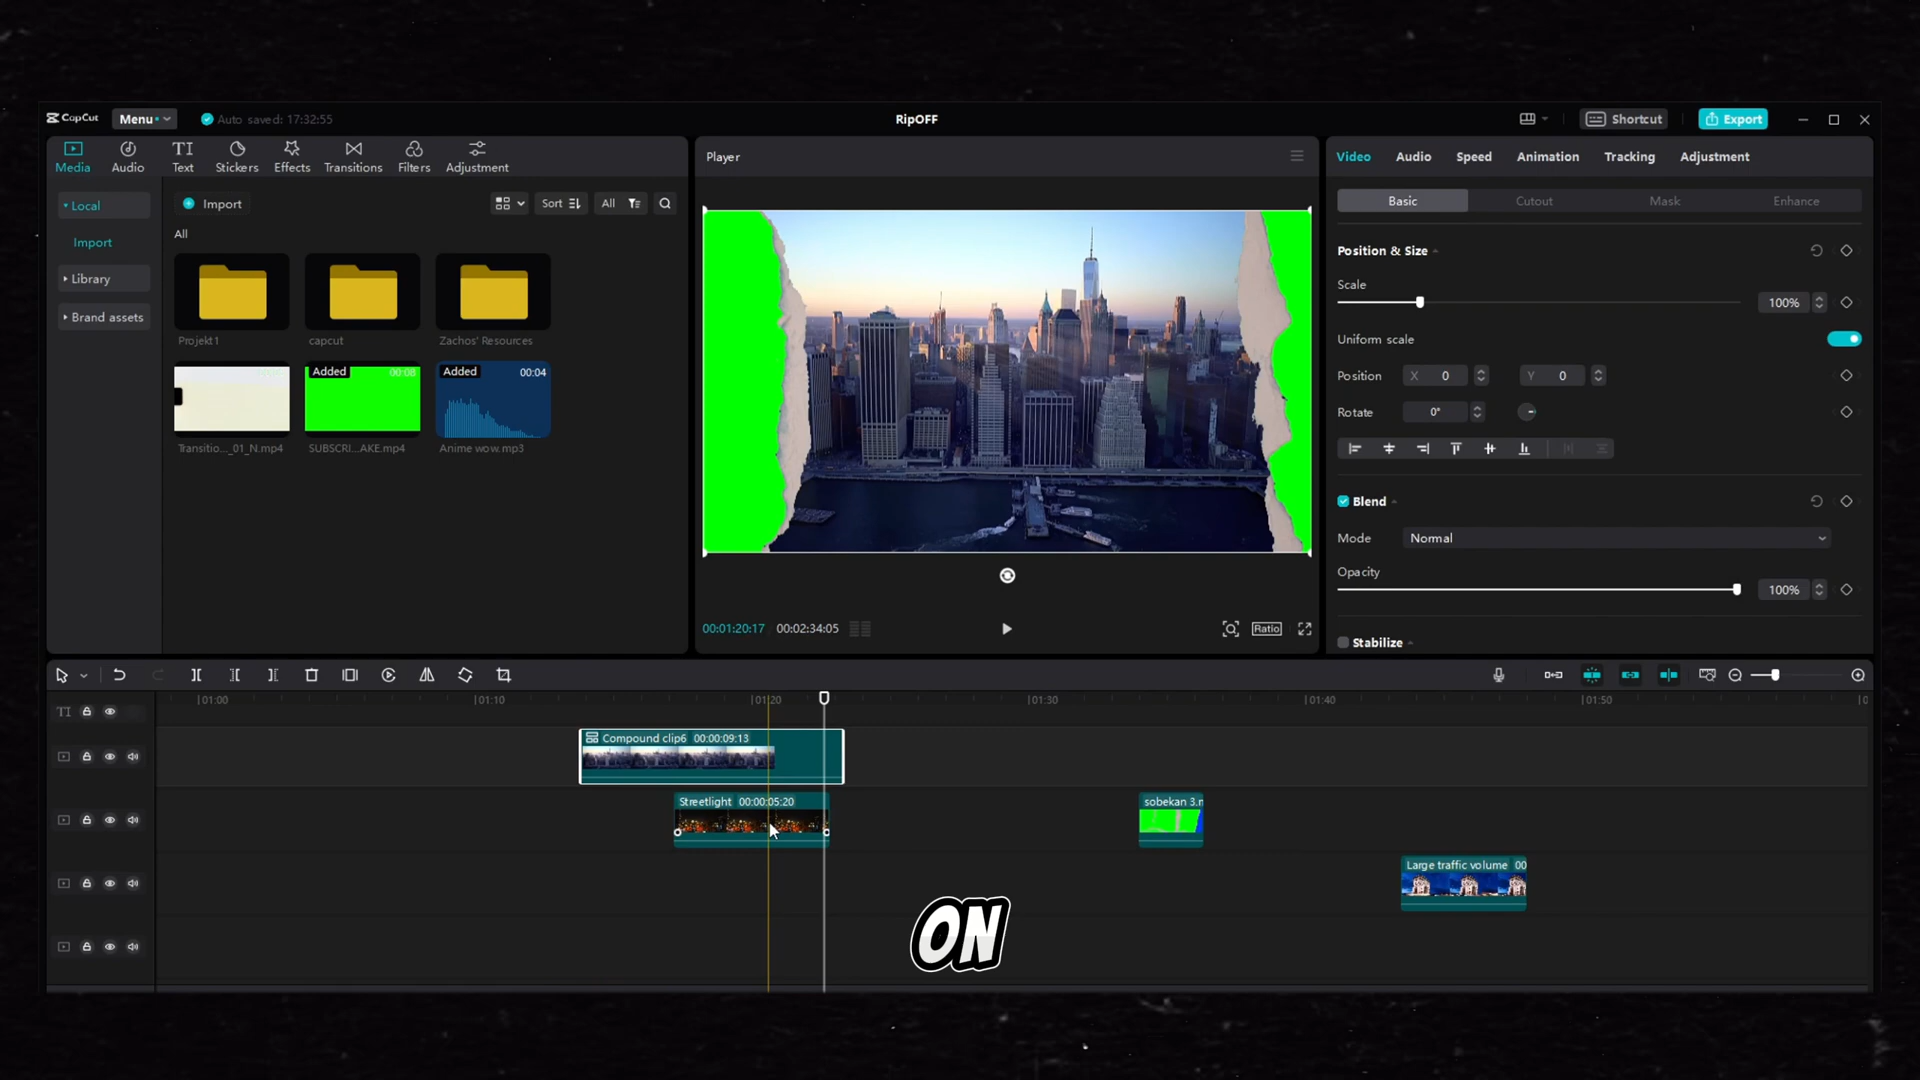 CapCut
Menu
Auto saved: 17:32:55
RipOFF
Shortcut
Export
Media
Audio
Text
Stickers
Effects
Transitions
Filters
Adjustment
Local
Import
Library
Brand assets
Import
Sort
All
All
Projekt1
capcut
Zachos' Resources
Added
00:08
Added
00:04
Transitio..._01_N.mp4
SUBSCRI...AKE.mp4
Anime wow.mp3
Player
00:01:20:17
00:02:34:05
Ratio
Video
Audio
Speed
Animation
Tracking
Adjustment
Basic
Cutout
Mask
Enhance
Position & Size
Scale
100%
Uniform scale
Position
X 0
Y 0
Rotate
0°
Blend
Mode
Normal
Opacity
100%
Stabilize
01:00
01:10
01:20
01:30
01:40
01:50
TI
Compound clip6 00:00:09:13
Streetlight 00:00:05:20
sobekan 3.n
Large traffic volume 00
ON